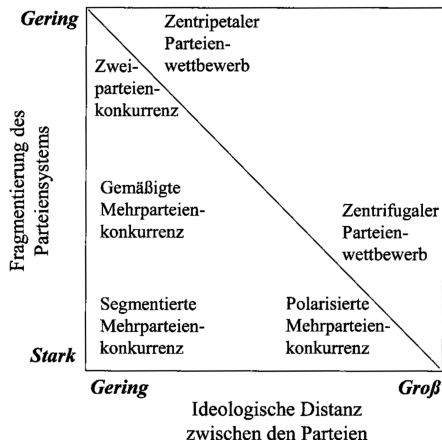 Gering
Zentripetaler
Parteien-
wettbewerb
Zwei-
parteien-
konkurrenz
Fragmentierung des
Parteiensystems
Gemäßigte
Mehrparteien-
konkurrenz
Zentrifugaler
Parteien-
wettbewerb
Segmentierte
Mehrparteien-
konkurrenz
Polarisierte
Mehrparteien-
konkurrenz
Stark
Gering
Groß
Ideologische Distanz
zwischen den Parteien